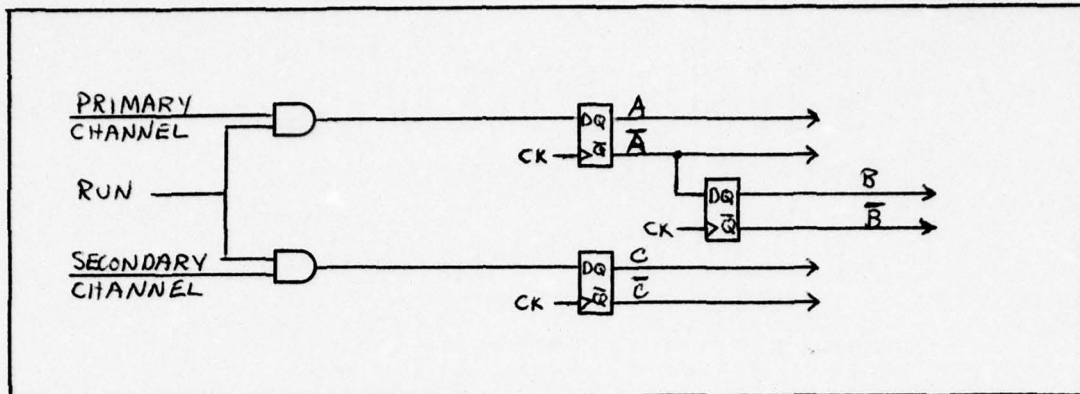 PRIMARY
CHANNEL
RUN
SECONDARY
CHANNEL
DQ
Q̅
CK
A
A̅
DQ
Q̅
CK
B
B̅
DQ
Q̅
CK
C
C̅